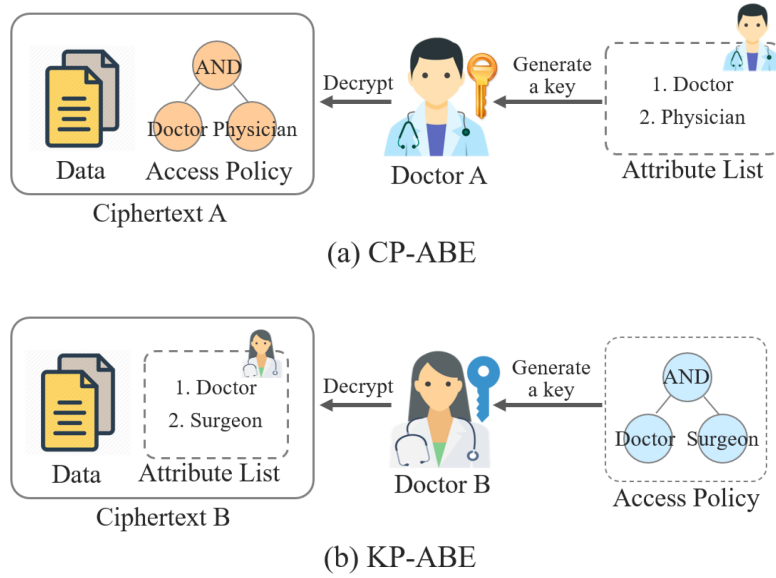 AND
Doctor Physician
Data
Access Policy
Ciphertext A
Decrypt
Doctor A
Generate
a key
1. Doctor
2. Physician
Attribute List
(a) CP-ABE
1. Doctor
2. Surgeon
Data
Attribute List
Ciphertext B
Decrypt
Doctor B
Generate
a key
AND
Doctor Surgeon
Access Policy
(b) KP-ABE